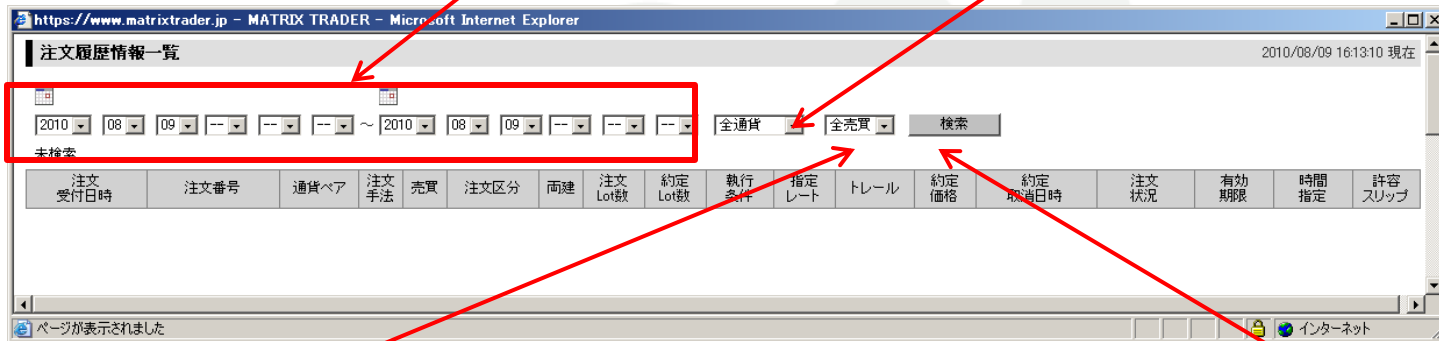 https://www.matrixtrader.jp - MATRIX TRADER - Microsoft Internet Explorer
注文履歴情報一覧 2010/08/09 16:13:10 現在
2010 08 09 -- -- -- ～ 2010 08 09 -- -- -- 全通貨 全売買 検索
未検索
注文受付日時 注文番号 通貨ペア 注文手法 売買 注文区分 両建 注文Lot数 約定Lot数 執行条件 指定レート トレール 約定価格 約定取消日時 注文状況 有効期限 時間指定 許容スリップ
ページが表示されました インターネット